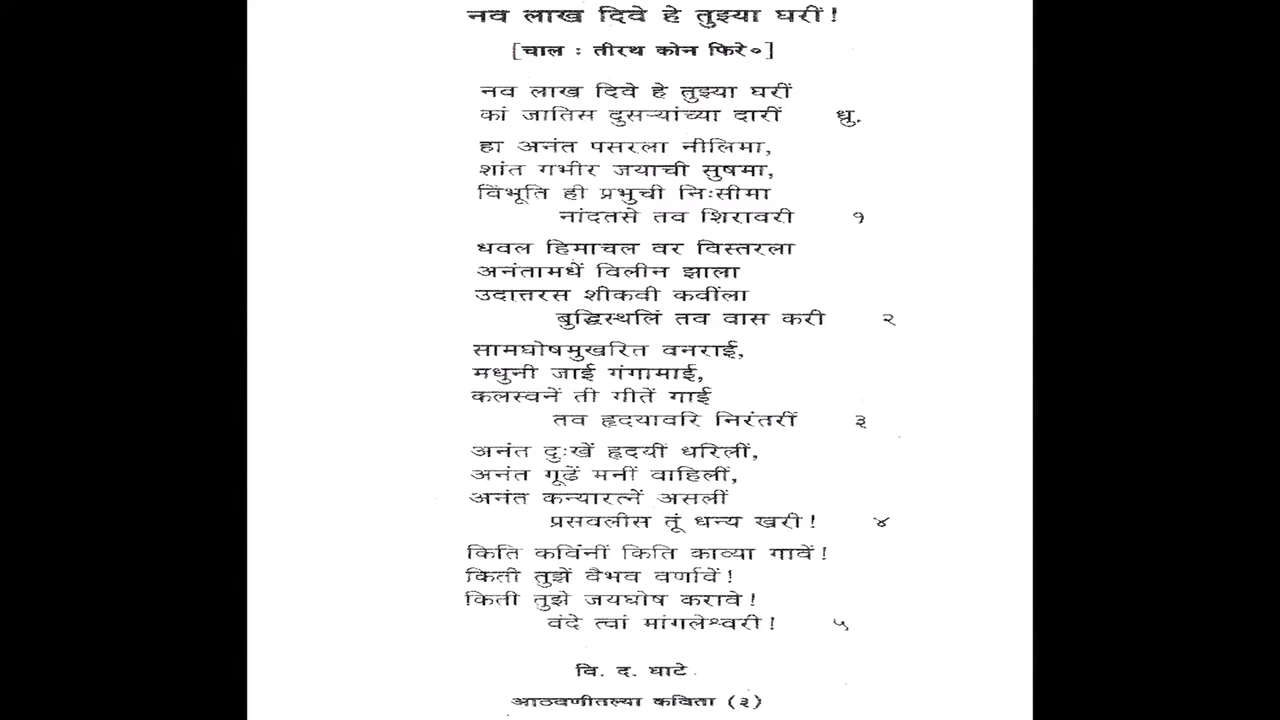 नव लाख दिवे हे तुझ्या घरीं!
[चाल : तीरथ कोन फिरे॰]
नव लाख दिवे हे तुझ्या घरीं
कां जातिस दुसऱ्यांच्या दारीं ध्रु.
हा अनंत पसरला नीलिमा,
शांत गभीर जयाची सुषमा,
विंभूति ही प्रभुची निःसीमा
नांदतसे तव शिरावरी १
धवल हिमाचल वर विस्तरला
अनंतामधें विलीन झाला
उदात्तरस शीकवी कवींला
बुद्धिस्थलिं तव वास करी २
सामघोषमुखरित वनराई,
मधुनी जाई गंगामाई,
कलस्वनें ती गीतें गाई
तव हृदयावरि निरंतरीं ३
अनंत दुःखें हृदयीं धरिलीं,
अनंत गूढें मनीं वाहिलीं,
अनंत कन्यारत्नें असलीं
प्रसवलीस तूं धन्य खरी! ४
किति कविंनीं किति काव्या गावें!
किती तुझें वैभव वर्णावें!
किती तुझे जयघोष करावे!
वंदे त्वां मांगलेश्वरी! ५
वि. द. घाटे
आठवणीतल्या कविता (३)